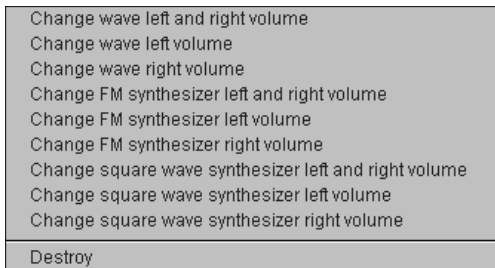 Change wave left and right volume
Change wave left volume
Change wave right volume
Change FM synthesizer left and right volume
Change FM synthesizer left volume
Change FM synthesizer right volume
Change square wave synthesizer left and right volume
Change square wave synthesizer left volume
Change square wave synthesizer right volume
Destroy